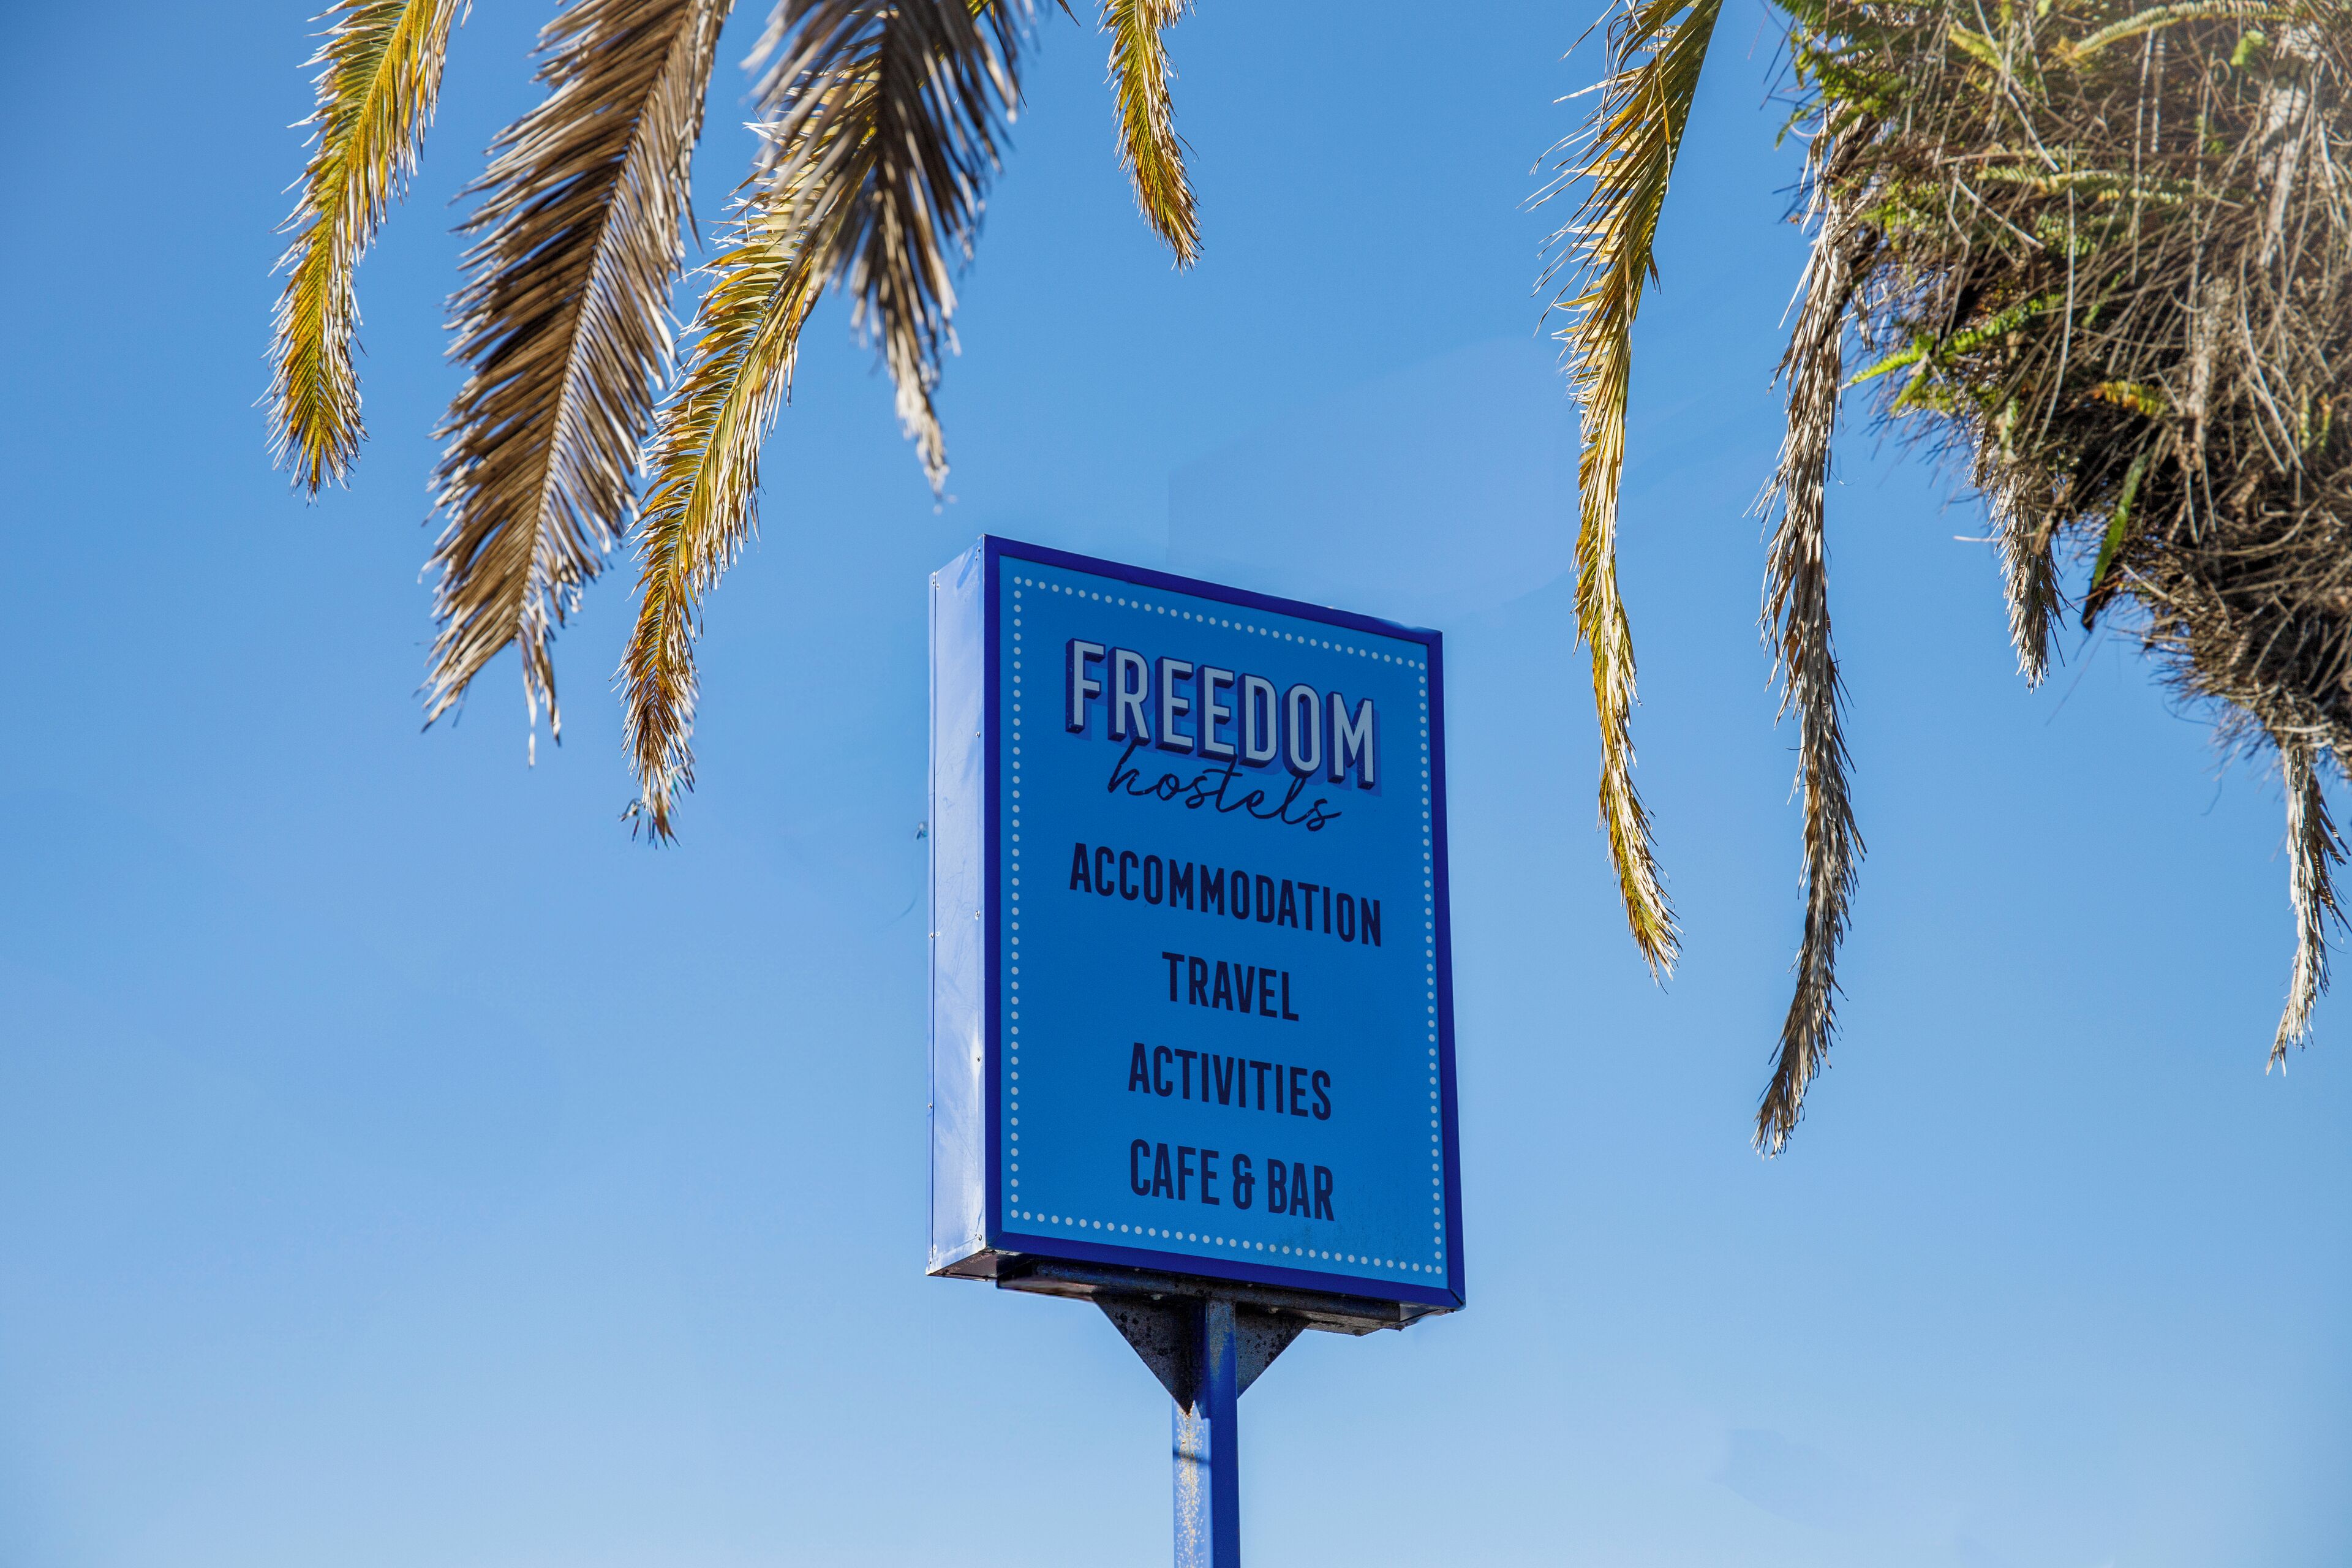 FREEDOM
hostels
ACCOMMODATION
TRAVEL
ACTIVITIES
CAFE & BAR